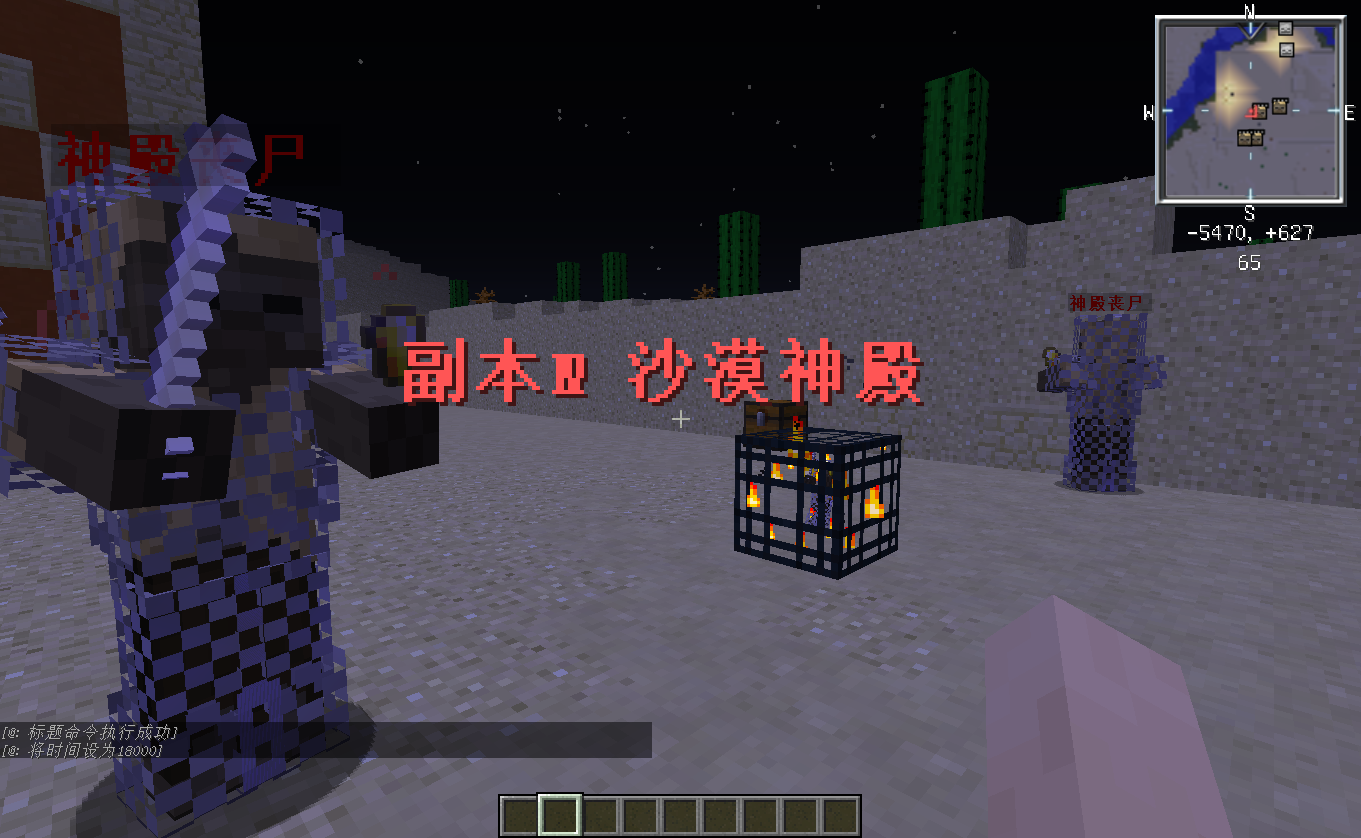 N
W
E
S
-5470, +627
65
神殿丧尸
神殿丧尸
副本IV 沙漠神殿
[@: 标题命令执行成功]
[@: 将时间设为18000]